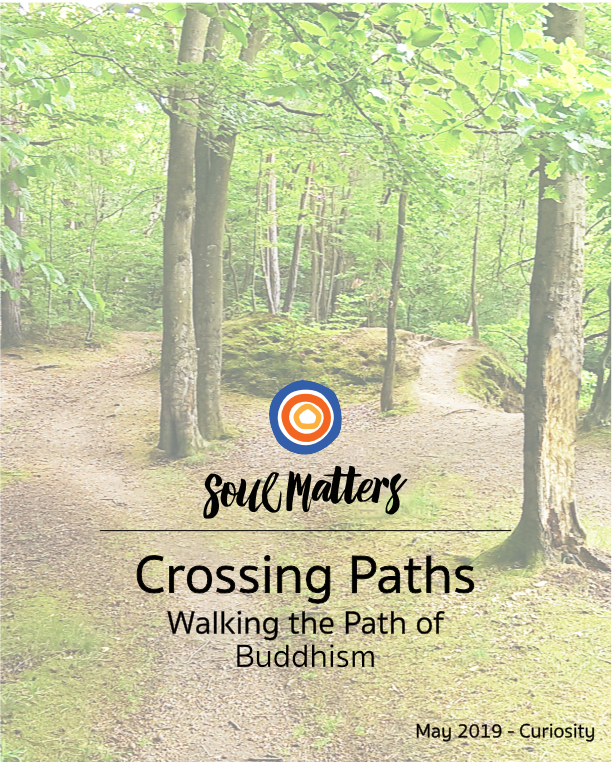 Soul Matters
Crossing Paths
Walking the Path of
Buddhism
May 2019 - Curiosity